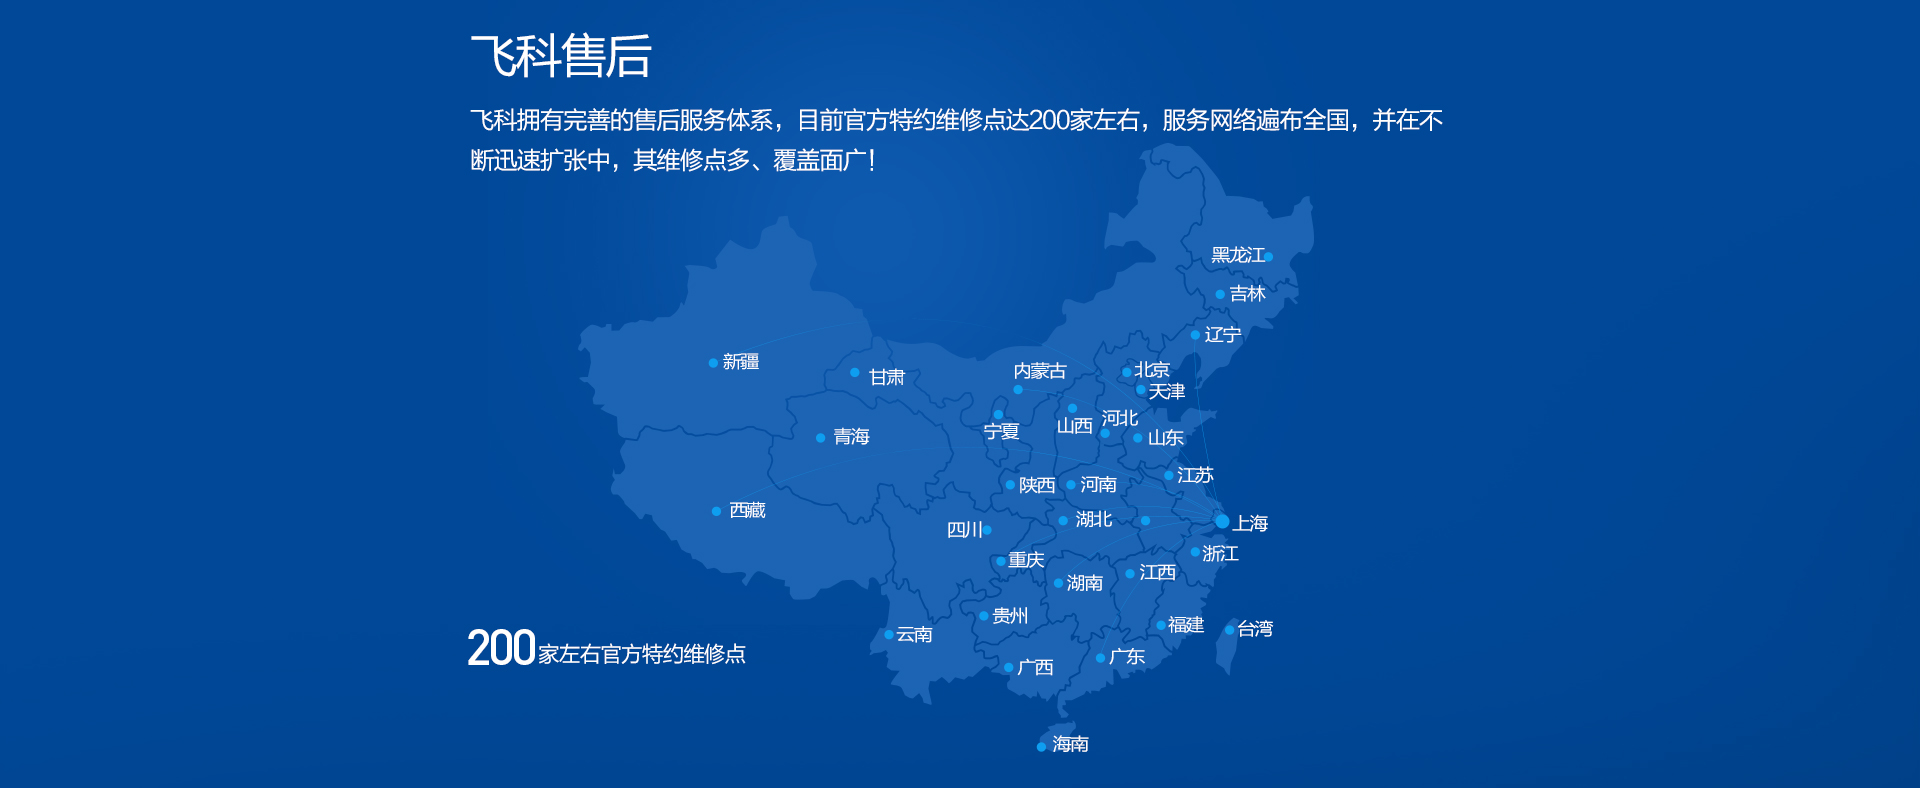 飞科售后
飞科拥有完善的售后服务体系，目前官方特约维修点达200家左右，服务网络遍布全国，并在不
断迅速扩张中，其维修点多、覆盖面广！
黑龙江
吉林
辽宁
新疆
甘肃
内蒙古
北京
天津
宁夏
山西
河北
青海
山东
陕西
河南
江苏
西藏
四川
湖北
上海
重庆
浙江
湖南
江西
贵州
福建
云南
台湾
200家左右官方特约维修点
广西
广东
海南